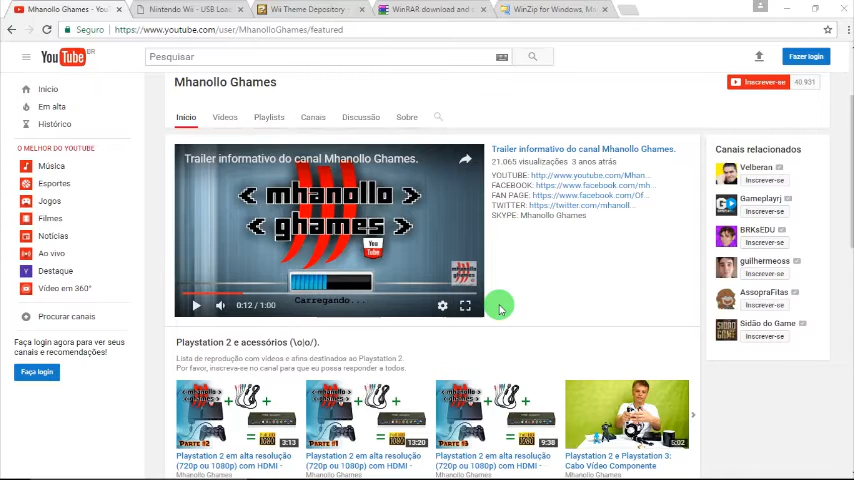 Mhanollo Games - You
Nintendo Wii - USB Loa
Wii Theme Depository -
WinRAR download and
WinZip for Windows, M
Seguro
https://www.youtube.com/user/MhanolloGhames/featured
YouTube BR
Pesquisar
Fazer login
Mhanollo Ghames
Inscrever-se 40.931
Início
Em alta
Histórico
O MELHOR DO YOUTUBE
Música
Esportes
Jogos
Filmes
Notícias
Ao vivo
Destaque
Vídeo em 360°
Procurar canais
Faça login agora para ver seus canais e recomendações!
Faça login
Início Vídeos Playlists Canais Discussão Sobre
Trailer informativo do canal Mhanollo Ghames.
< mhanollo >
< ghames >
You Tube
Carregando...
0:12 / 1:00
Trailer informativo do canal Mhanollo Ghames.
21.065 visualizações 3 anos atrás
YOUTUBE: http://www.youtube.com/Mhan...
FACEBOOK: https://www.facebook.com/mh...
FAN PAGE: https://www.facebook.com/Of...
TWITTER: https://twitter.com/mhanoll...
SKYPE: Mhanollo Ghames
Canais relacionados
Velberan
Inscrever-se
Gameplayrj
Inscrever-se
BRKsEDU
Inscrever-se
guilhermeoss
Inscrever-se
AssopraFitas
Inscrever-se
Sidão do Game
Inscrever-se
Playstation 2 e acessórios (\o|o/).
Lista de reprodução com vídeos e afins destinados ao Playstation 2.
Por favor, inscreva-se no canal para que eu possa responder a todos.
PARTE #2 3:13
PARTE #1 13:20
PARTE #3 9:38
5:02
Playstation 2 em alta resolução
(720p ou 1080p) com HDMI -
Mhanollo Ghames
Playstation 2 em alta resolução
(720p ou 1080p) com HDMI -
Mhanollo Ghames
Playstation 2 em alta resolução
(720p ou 1080p) com HDMI -
Mhanollo Ghames
Playstation 2 e Playstation 3:
Cabo Vídeo Componente
Mhanollo Ghames